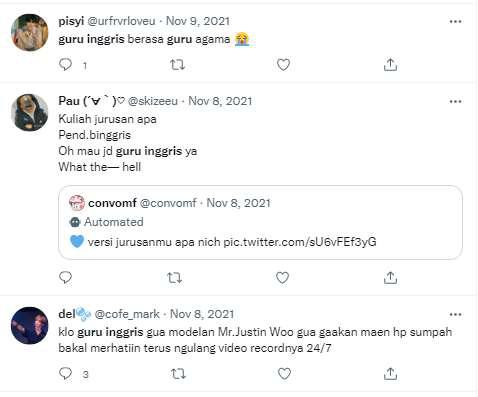 pisyi @urfrvrloveu · Nov 9, 2021
guru inggris berasa guru agama 😭
1
Pau (´∀｀)♡ @skizeeu · Nov 8, 2021
Kuliah jurusan apa
Pend.binggris
Oh mau jd guru inggris ya
What the— hell
convomf @convomf · Nov 8, 2021
Automated
💙 versi jurusanmu apa nich pic.twitter.com/sU6vFEf3yG
del @cofe_mark · Nov 8, 2021
klo guru inggris gua modelan Mr.Justin Woo gua gaakan maen hp sumpah
bakal merhatiin terus ngulang video recordnya 24/7
3